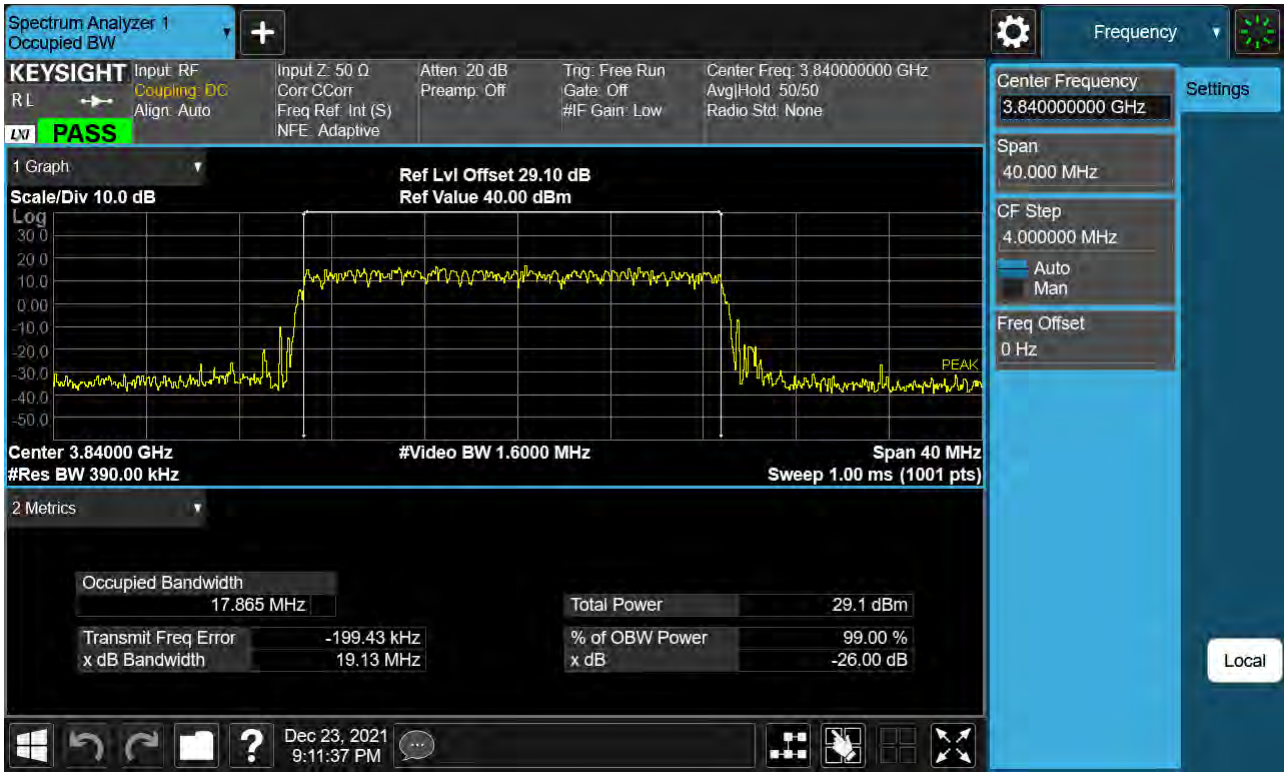 Spectrum Analyzer 1
Occupied BW
+
Frequency
KEYSIGHT
RL
LXI
PASS
Input: RF
Coupling: DC
Align: Auto
Input Z: 50 Ω
Corr CCorr
Freq Ref: Int (S)
NFE: Adaptive
Atten: 20 dB
Preamp: Off
Trig: Free Run
Gate: Off
#IF Gain: Low
Center Freq: 3.840000000 GHz
Avg|Hold: 50/50
Radio Std: None
Center Frequency
3.840000000 GHz
Settings
Span
40.000 MHz
CF Step
4.000000 MHz
Auto
Man
Freq Offset
0 Hz
Local
1 Graph
Ref Lvl Offset 29.10 dB
Scale/Div 10.0 dB
Ref Value 40.00 dBm
Log
30.0
20.0
10.0
0.00
-10.0
-20.0
-30.0
-40.0
-50.0
PEAK
Center 3.84000 GHz
#Video BW 1.6000 MHz
Span 40 MHz
#Res BW 390.00 kHz
Sweep 1.00 ms (1001 pts)
2 Metrics
Occupied Bandwidth
17.865 MHz
Total Power 29.1 dBm
Transmit Freq Error -199.43 kHz
% of OBW Power 99.00 %
x dB Bandwidth 19.13 MHz
x dB -26.00 dB
?
Dec 23, 2021
9:11:37 PM